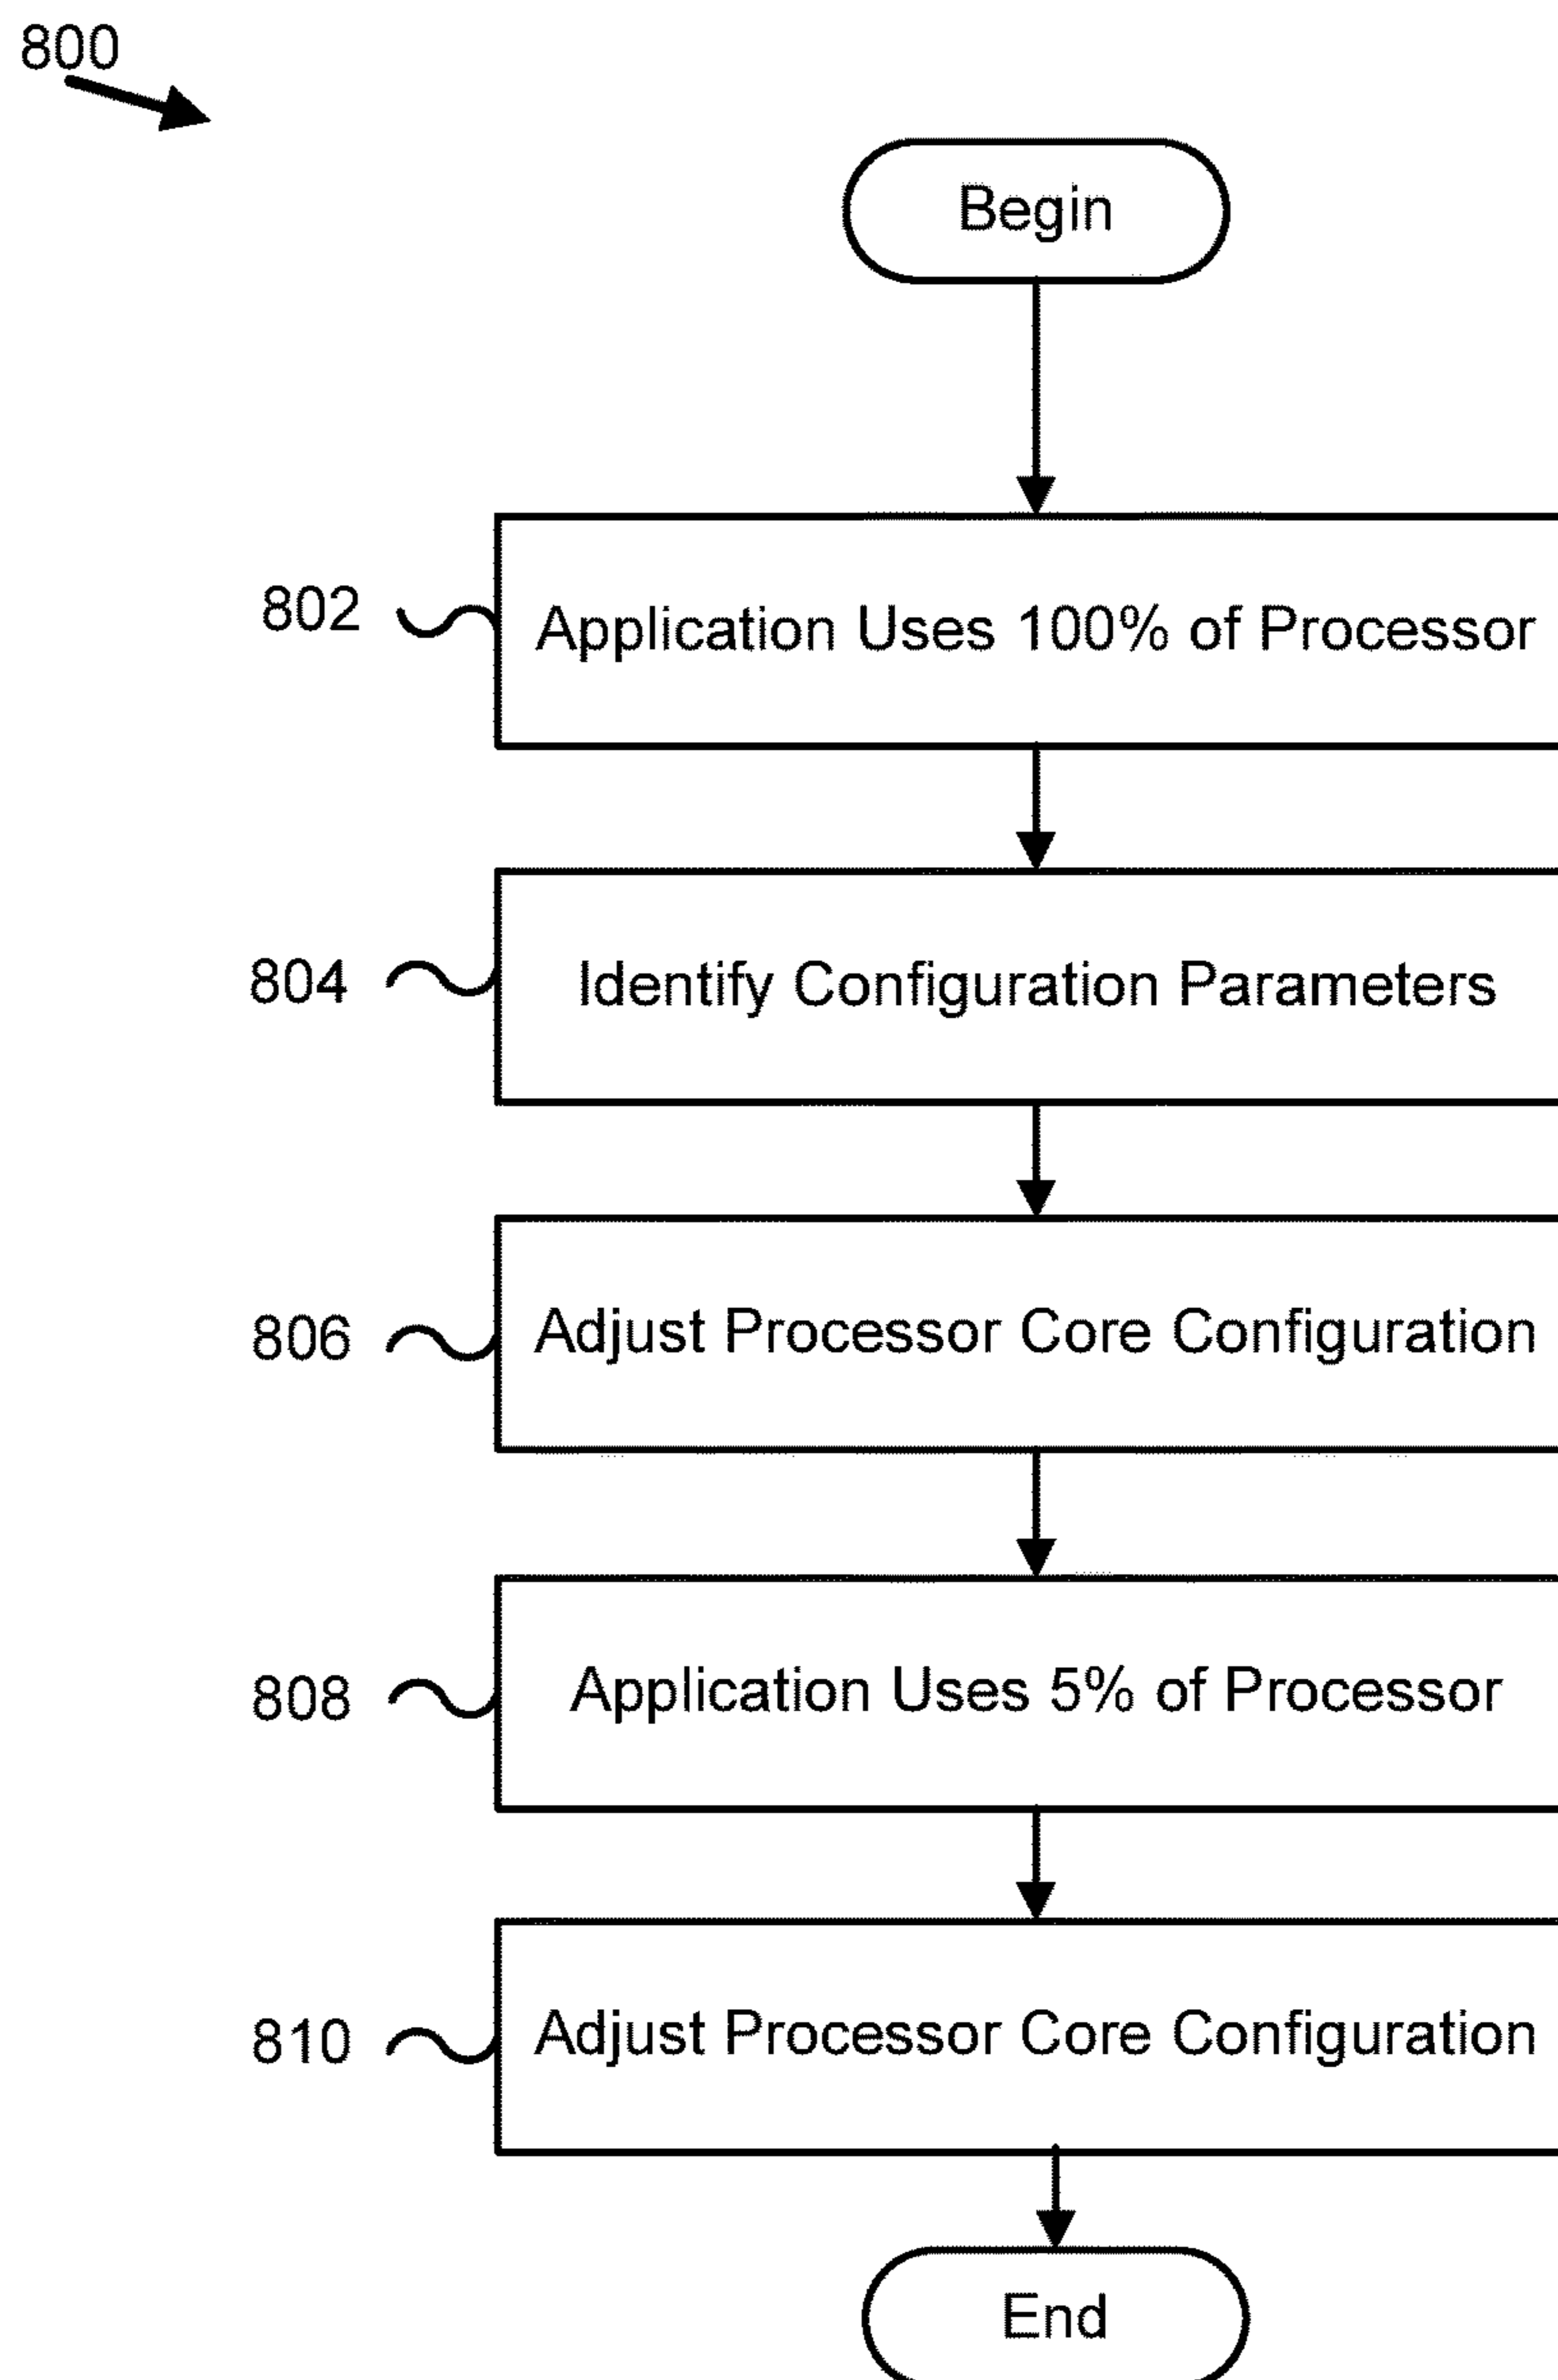 800
Begin
802
Application Uses 100% of Processor
804
Identify Configuration Parameters
806
Adjust Processor Core Configuration
808
Application Uses 5% of Processor
810
Adjust Processor Core Configuration
End